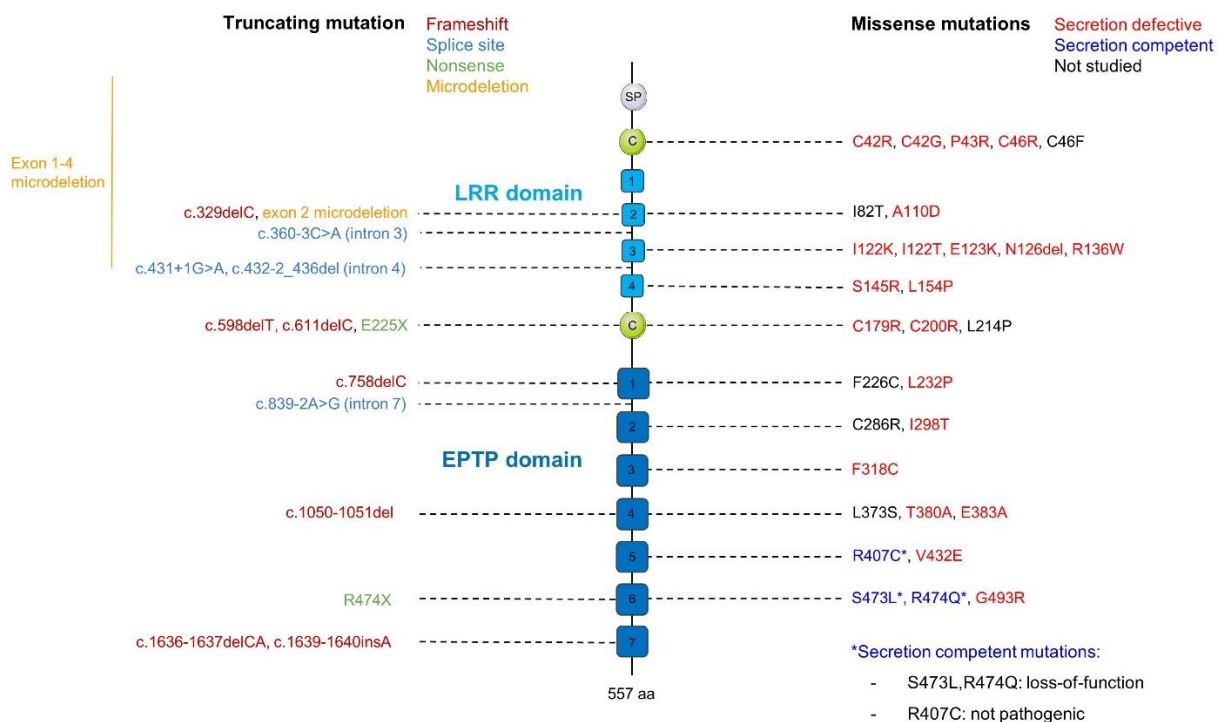 Truncating mutation
Frameshift
Splice site
Nonsense
Microdeletion
Missense mutations
Secretion defective
Secretion competent
Not studied
SP
C
C42R, C42G, P43R, C46R, C46F
Exon 1-4
microdeletion
1
LRR domain
c.329delC, exon 2 microdeletion
2
I82T, A110D
c.360-3C>A (intron 3)
3
I122K, I122T, E123K, N126del, R136W
c.431+1G>A, c.432-2_436del (intron 4)
4
S145R, L154P
c.598delT, c.611delC, E225X
C
C179R, C200R, L214P
c.758delC
1
F226C, L232P
c.839-2A>G (intron 7)
2
C286R, I298T
EPTP domain
3
F318C
c.1050-1051del
4
L373S, T380A, E383A
5
R407C*, V432E
R474X
6
S473L*, R474Q*, G493R
c.1636-1637delCA, c.1639-1640insA
7
557 aa
*Secretion competent mutations:
- S473L,R474Q: loss-of-function
- R407C: not pathogenic